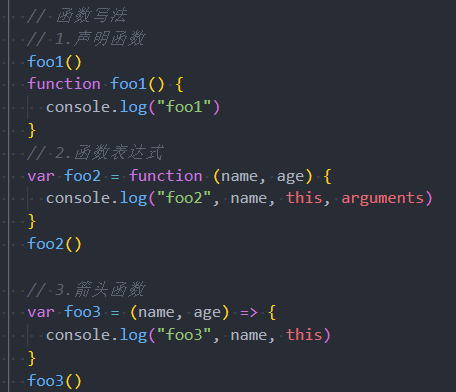 // 函数写法
// 1.声明函数
foo1()
function foo1() {
console.log("foo1")
}
// 2.函数表达式
var foo2 = function (name, age) {
console.log("foo2", name, this, arguments)
}
foo2()
// 3.箭头函数
var foo3 = (name, age) => {
console.log("foo3", name, this)
}
foo3()